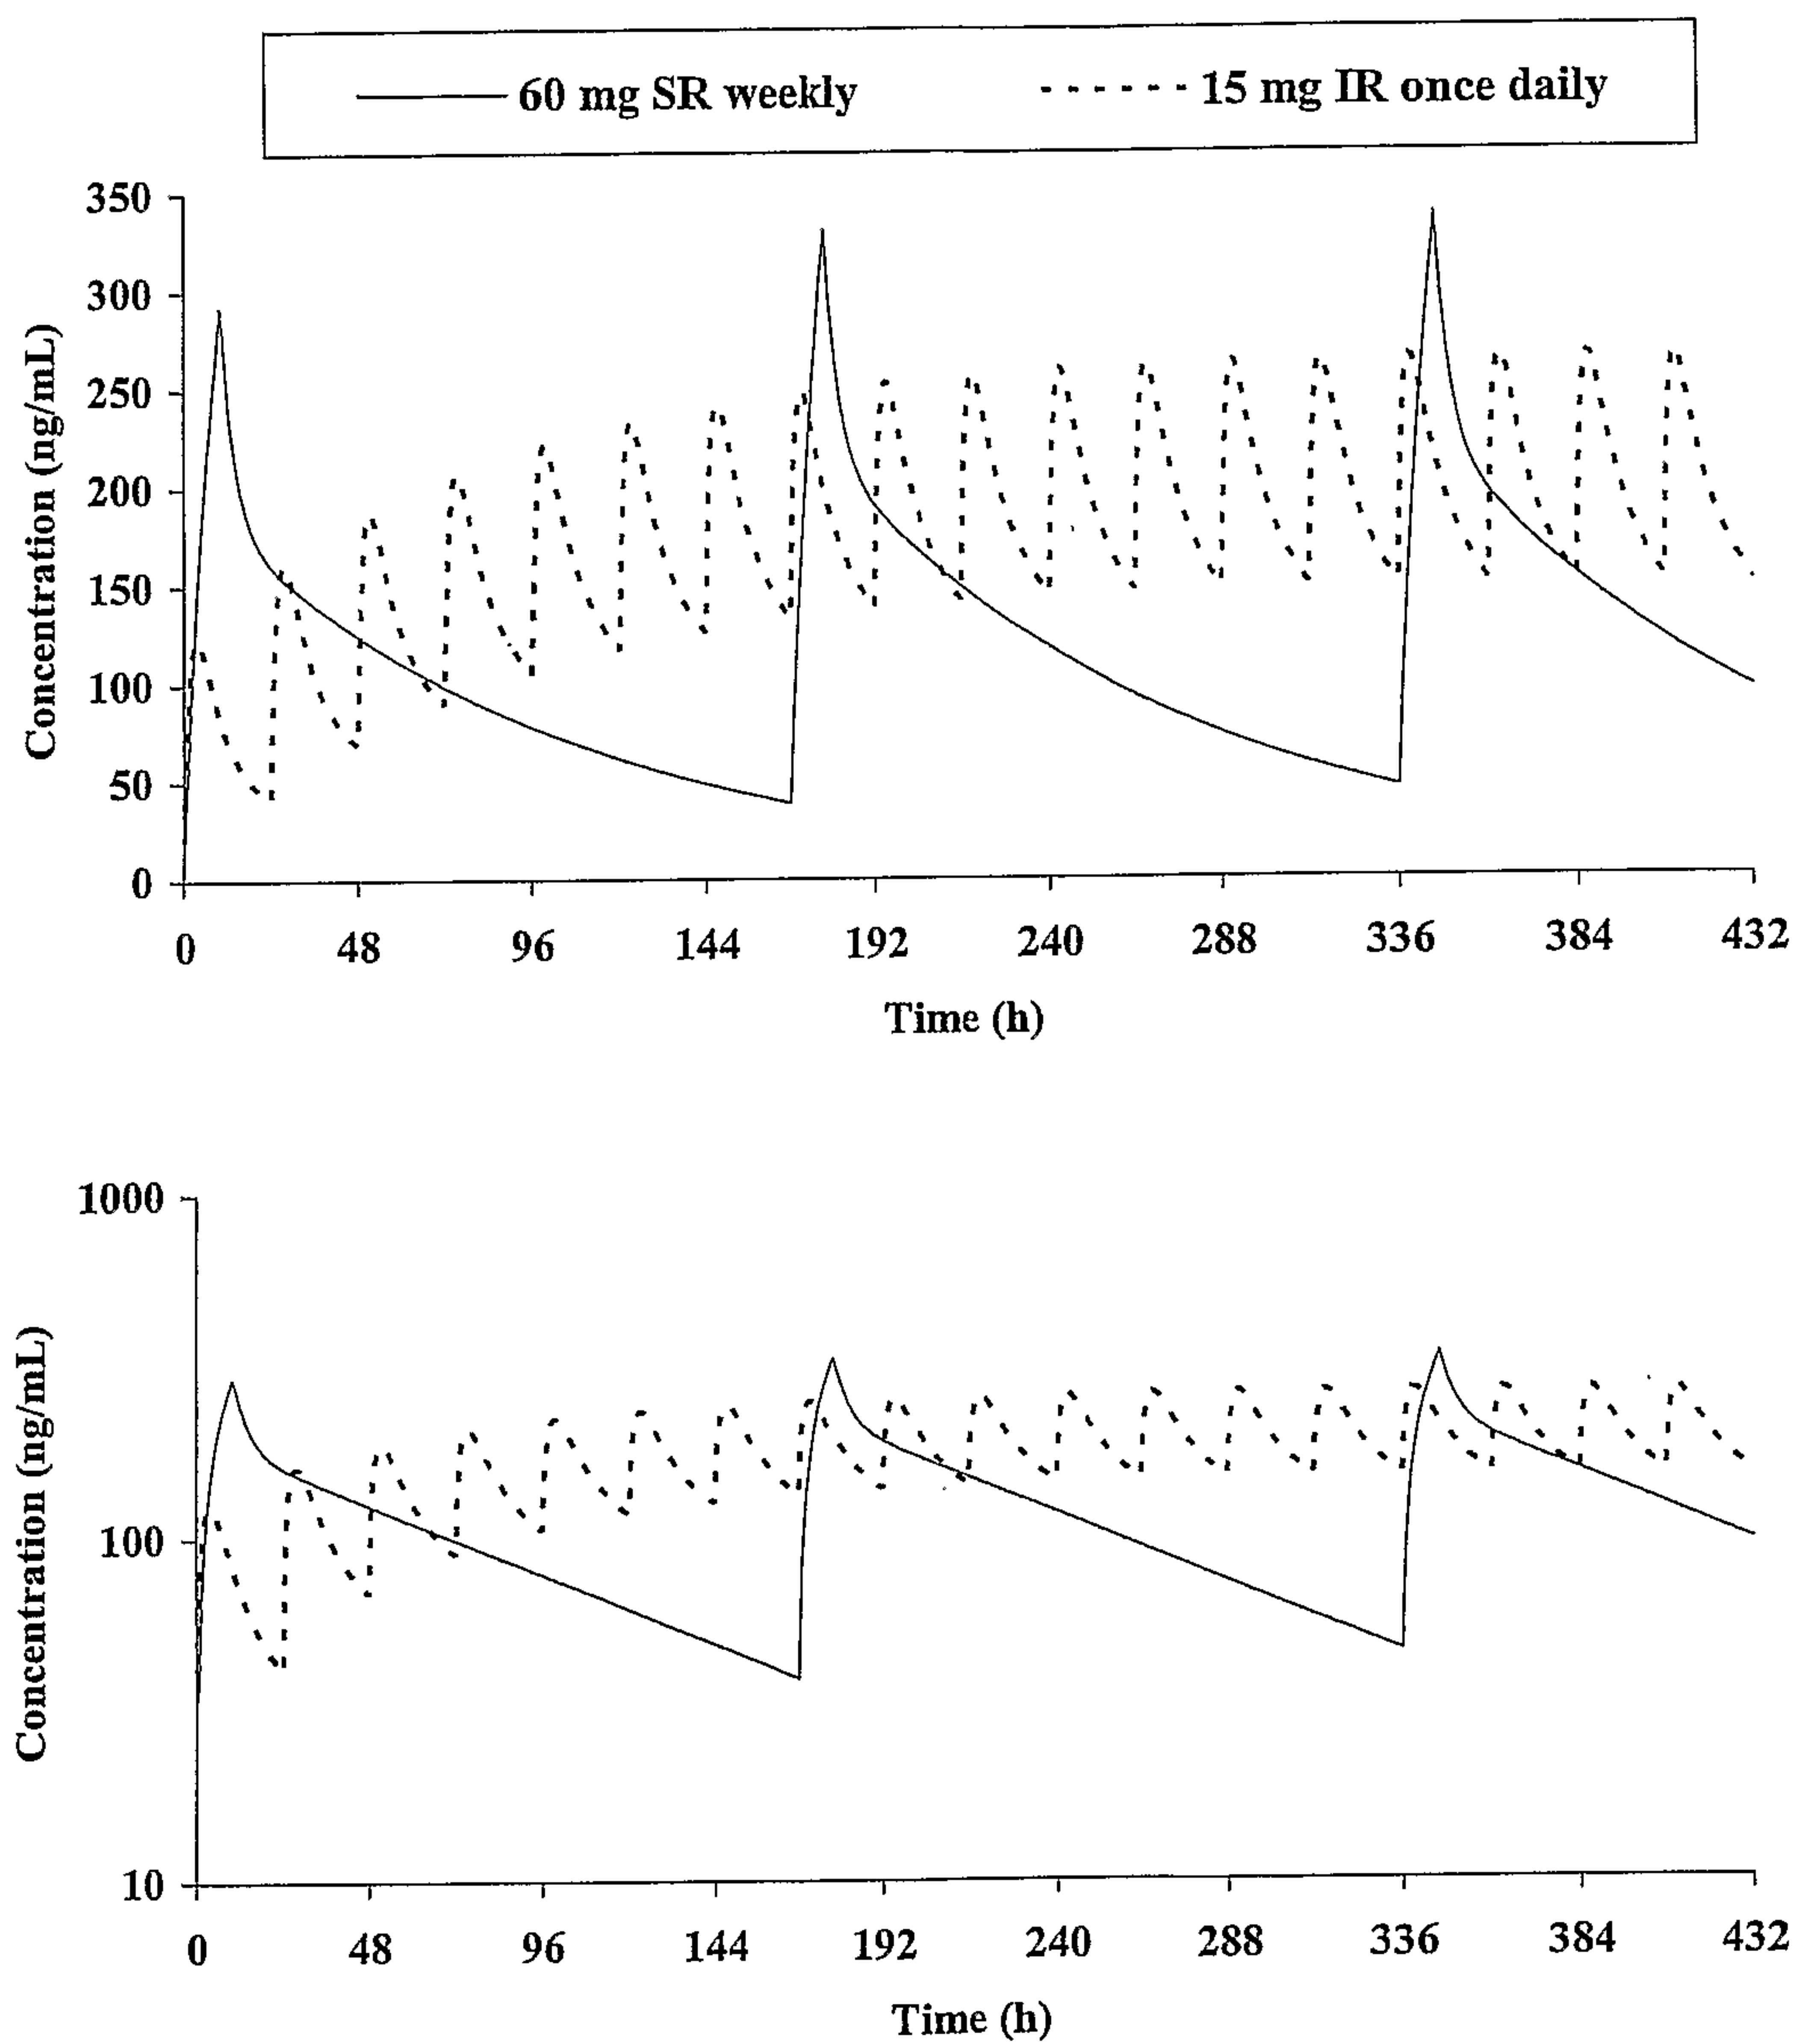 60 mg SR weekly 15 mg IR once daily
350
300
250
200
150
100
50
0
Concentration (ng/mL)
0 48 96 144 192 240 288 336 384 432
Time (h)
1000
100
10
Concentration (ng/mL)
0 48 96 144 192 240 288 336 384 432
Time (h)